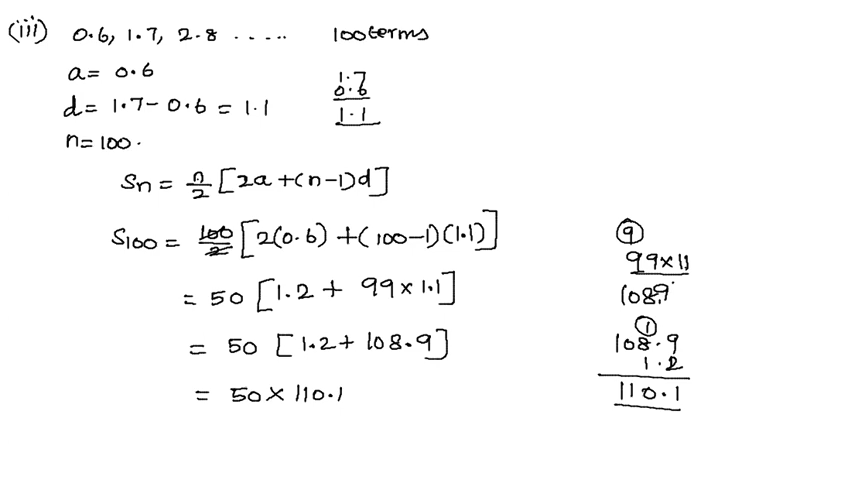 (iii) 0.6, 1.7, 2.8 ..... 100 terms
a = 0.6
1.7
0.6
1.1
d = 1.7 - 0.6 = 1.1
n = 100.
Sn = n/2 [2a + (n-1)d]
S100 = 100/2 [2(0.6) + (100-1)(1.1)]
= 50 [1.2 + 99 × 1.1]
= 50 [1.2 + 108.9]
= 50 × 110.1
9
99 × 11
1089
1
108.9
1.2
110.1